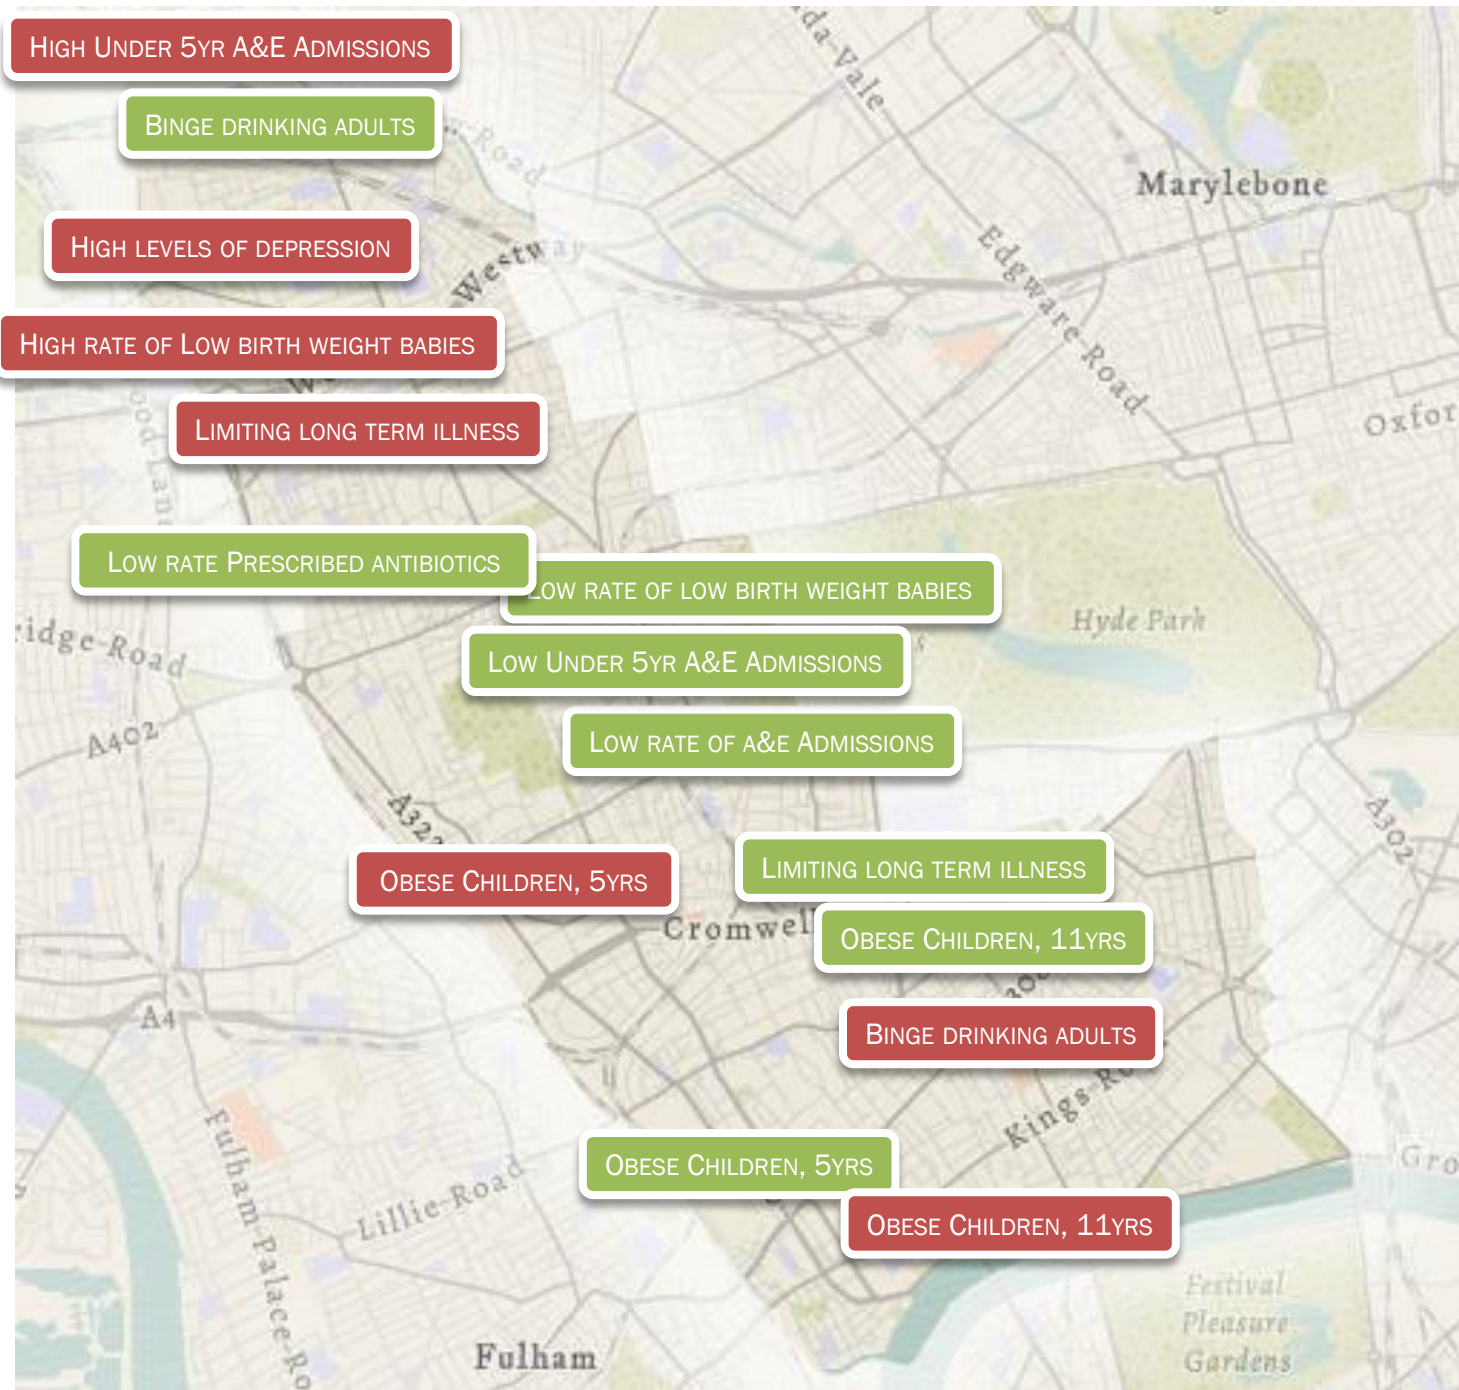 HIGH UNDER 5YR A&E ADMISSIONS
BINGE DRINKING ADULTS
Marylebone
HIGH LEVELS OF DEPRESSION
Westway
Edgware Road
HIGH RATE OF LOW BIRTH WEIGHT BABIES
LIMITING LONG TERM ILLNESS
Oxfor
LOW RATE PRESCRIBED ANTIBIOTICS
LOW RATE OF LOW BIRTH WEIGHT BABIES
Hyde Park
ridge-Road
LOW UNDER 5YR A&E ADMISSIONS
A402
LOW RATE OF A&E ADMISSIONS
A322
A302
LIMITING LONG TERM ILLNESS
OBESE CHILDREN, 5YRS
Cromwel
OBESE CHILDREN, 11YRS
A4
BINGE DRINKING ADULTS
Kings-R
Fulham Palace-Ro
OBESE CHILDREN, 5YRS
Gro
Lillie-Road
OBESE CHILDREN, 11YRS
Festival
Pleasure
Gardens
Fulham